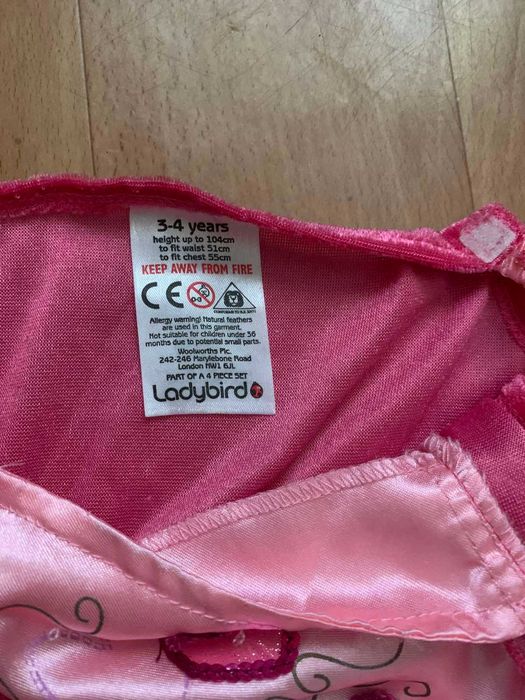 3-4 years
height up to 104cm
to fit waist 51cm
to fit chest 55cm
KEEP AWAY FROM FIRE
CE 0-3
Allergy warning! Natural feathers
are used in this garment.
Not suitable for children under 36
months due to potential small parts.
Woolworths Plc.
242-246 Marylebone Road
London NW1 6JL
PART OF A 4 PIECE SET
Ladybird